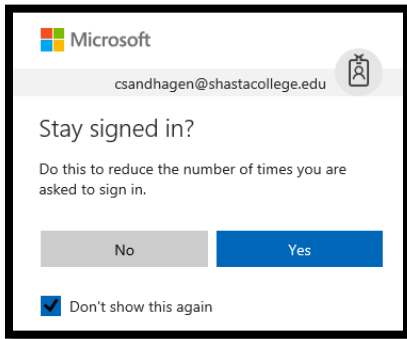 Microsoft
csandhagen@shastacollege.edu
Stay signed in?
Do this to reduce the number of times you are
asked to sign in.
No Yes
Don't show this again